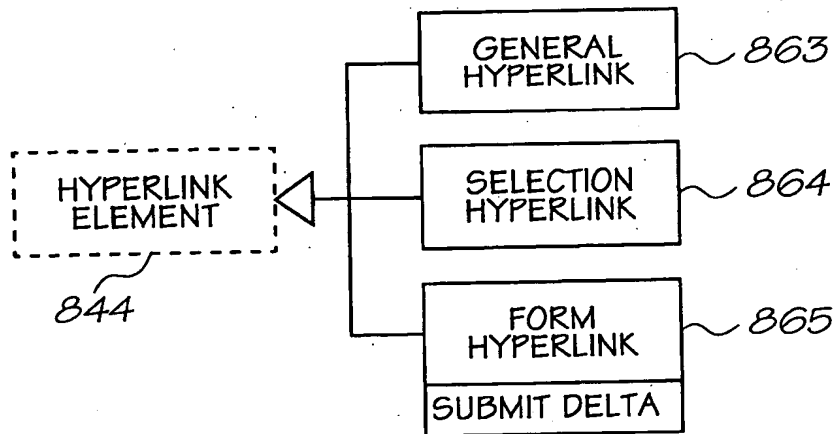 GENERAL
HYPERLINK
863
HYPERLINK
ELEMENT
844
SELECTION
HYPERLINK
864
FORM
HYPERLINK
865
SUBMIT DELTA